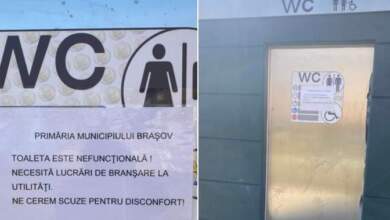 WC
PRIMĂRIA MUNICIPIULUI BRAȘOV
TOALETA ESTE NEFUNCȚIONALĂ !
NECESITĂ LUCRĂRI DE BRANȘARE LA
UTILITĂȚI.
NE CEREM SCUZE PENTRU DISCONFORT!
WC
WC